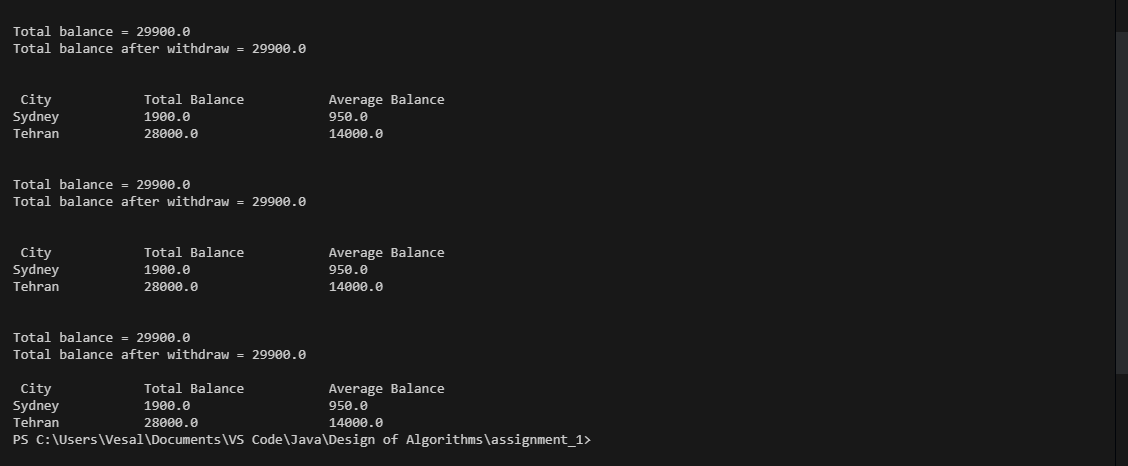 Total balance = 29900.0
Total balance after withdraw = 29900.0
City Total Balance Average Balance
Sydney 1900.0 950.0
Tehran 28000.0 14000.0
Total balance = 29900.0
Total balance after withdraw = 29900.0
City Total Balance Average Balance
Sydney 1900.0 950.0
Tehran 28000.0 14000.0
Total balance = 29900.0
Total balance after withdraw = 29900.0
City Total Balance Average Balance
Sydney 1900.0 950.0
Tehran 28000.0 14000.0
PS C:\Users\Vesal\Documents\VS Code\Java\Design of Algorithms\assignment_1>